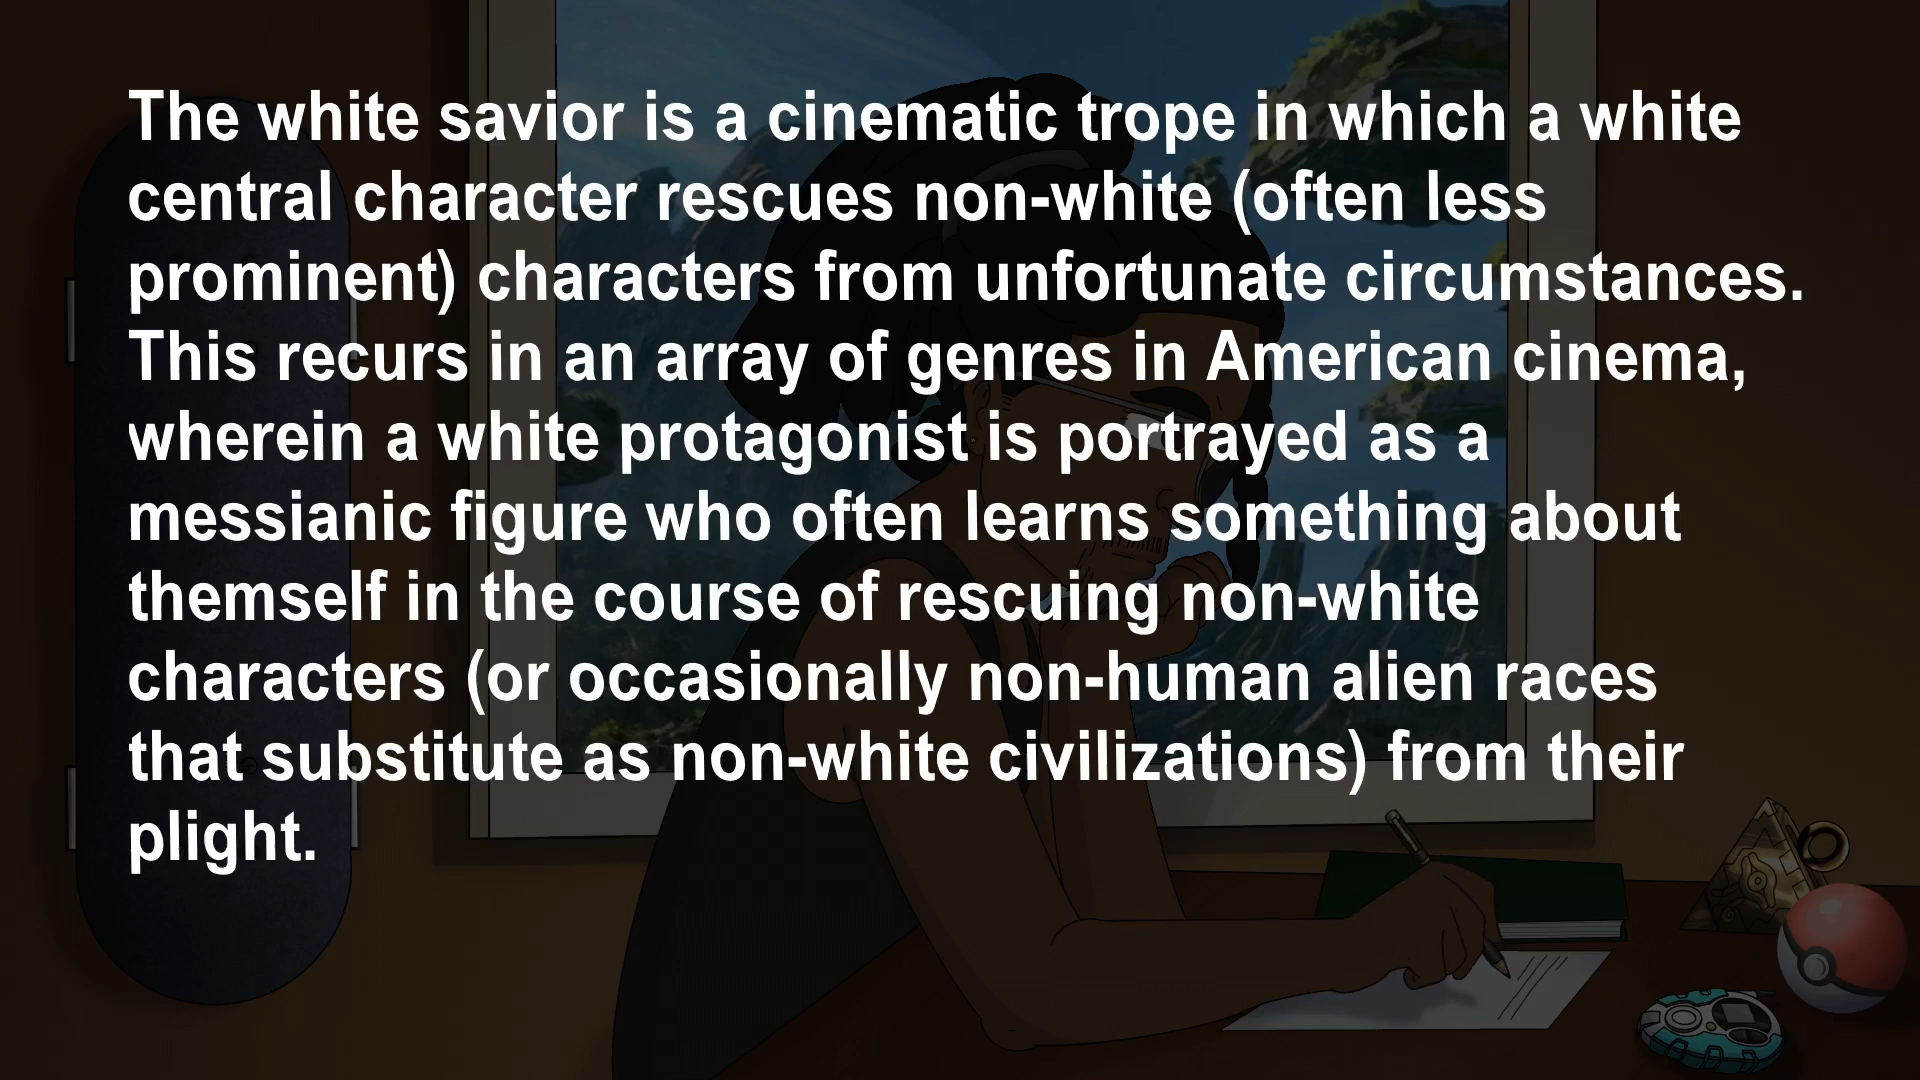 The white savior is a cinematic trope in which a white
central character rescues non-white (often less
prominent) characters from unfortunate circumstances.
This recurs in an array of genres in American cinema,
wherein a white protagonist is portrayed as a
messianic figure who often learns something about
themself in the course of rescuing non-white
characters (or occasionally non-human alien races
that substitute as non-white civilizations) from their
plight.